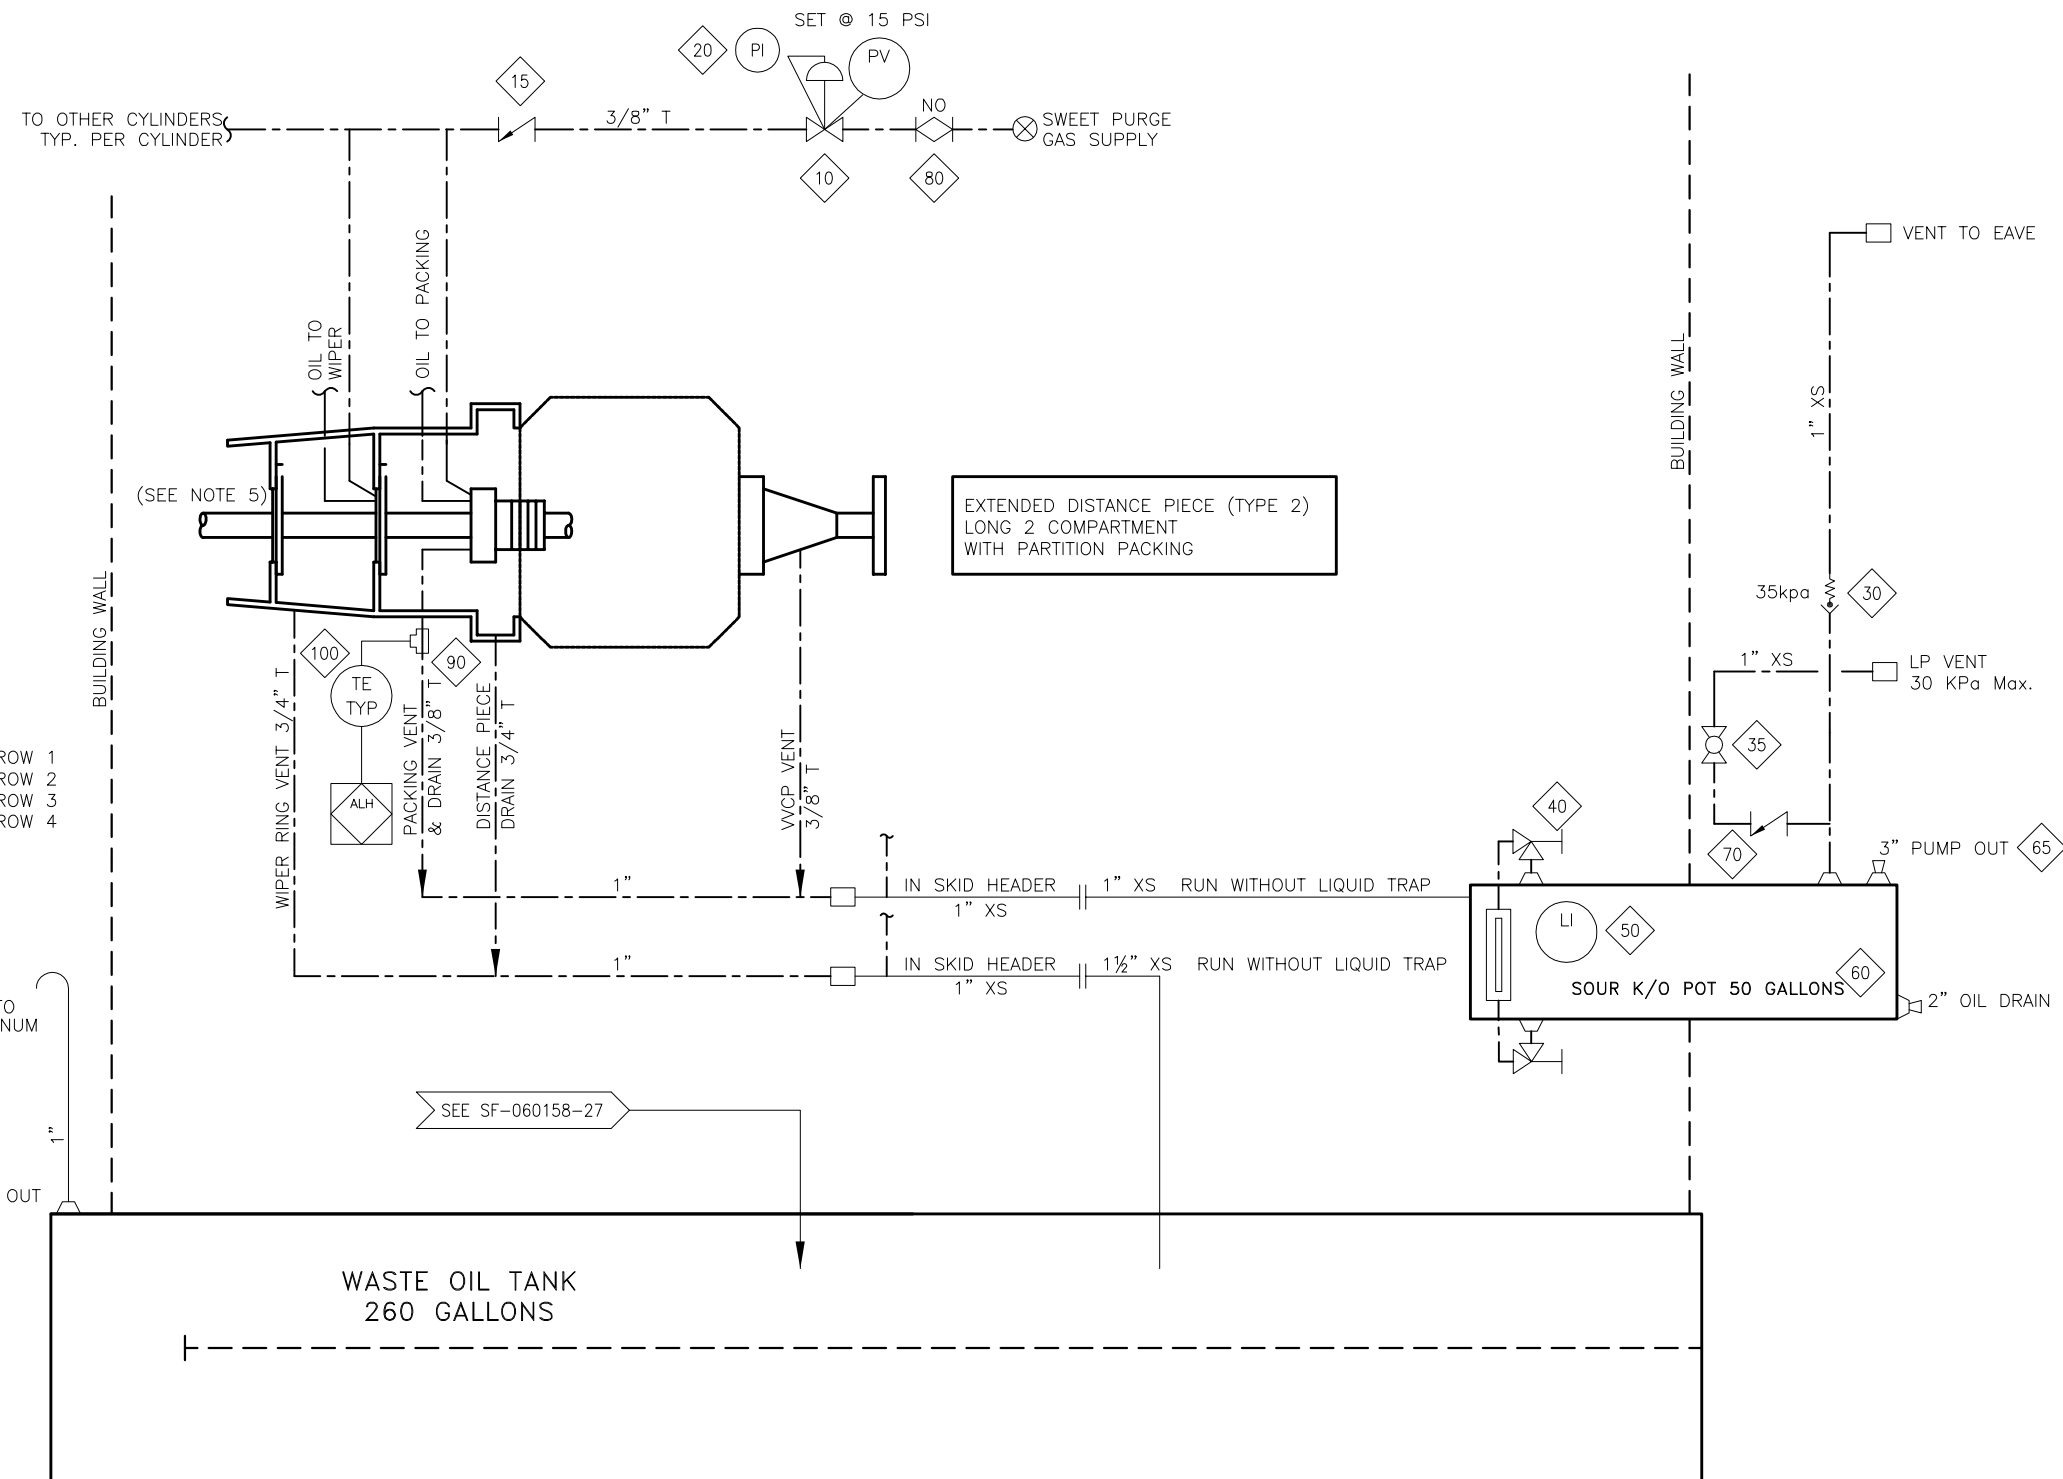 SET @ 15 PSI
20
PI
PV
15
TO OTHER CYLINDERS
TYP. PER CYLINDER
3/8" T
NO
SWEET PURGE
GAS SUPPLY
10
80
VENT TO EAVE
OIL TO
WIPER
OIL TO PACKING
BUILDING WALL
1" XS
(SEE NOTE 5)
EXTENDED DISTANCE PIECE (TYPE 2)
LONG 2 COMPARTMENT
WITH PARTITION PACKING
BUILDING WALL
35kpa
30
100
90
TE
TYP
ALH
WIPER RING VENT 3/4" T
PACKING VENT
& DRAIN 3/8" T
DISTANCE PIECE
DRAIN 3/4" T
VVCP VENT
3/8" T
1" XS
LP VENT
30 KPa Max.
35
ROW 1
ROW 2
ROW 3
ROW 4
40
70
3" PUMP OUT
65
1"
IN SKID HEADER
1" XS
1" XS RUN WITHOUT LIQUID TRAP
LI
50
1"
IN SKID HEADER
1" XS
1½" XS RUN WITHOUT LIQUID TRAP
60
SOUR K/O POT 50 GALLONS
2" OIL DRAIN
TO
NUM
1"
SEE SF-060158-27
OUT
WASTE OIL TANK
260 GALLONS